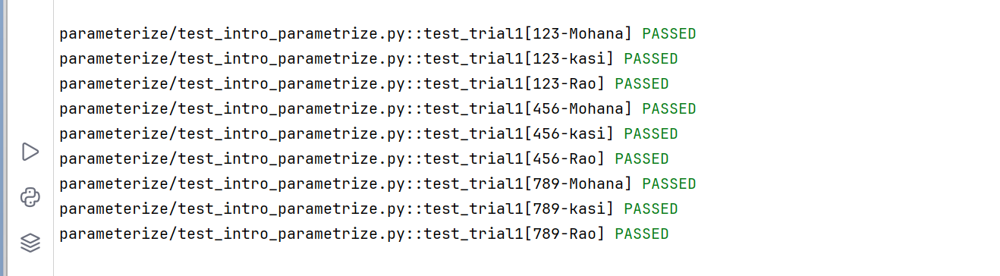 parameterize/test_intro_parametrize.py::test_trial1[123-Mohana] PASSED
parameterize/test_intro_parametrize.py::test_trial1[123-kasi] PASSED
parameterize/test_intro_parametrize.py::test_trial1[123-Rao] PASSED
parameterize/test_intro_parametrize.py::test_trial1[456-Mohana] PASSED
parameterize/test_intro_parametrize.py::test_trial1[456-kasi] PASSED
parameterize/test_intro_parametrize.py::test_trial1[456-Rao] PASSED
parameterize/test_intro_parametrize.py::test_trial1[789-Mohana] PASSED
parameterize/test_intro_parametrize.py::test_trial1[789-kasi] PASSED
parameterize/test_intro_parametrize.py::test_trial1[789-Rao] PASSED